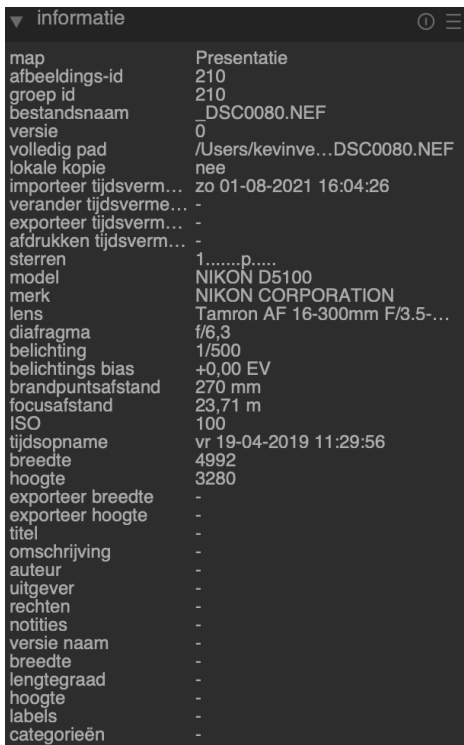 informatie
map Presentatie
afbeeldings-id 210
groep id 210
bestandsnaam _DSC0080.NEF
versie 0
volledig pad /Users/kevinve…DSC0080.NEF
lokale kopie nee
importeer tijdsverm… zo 01-08-2021 16:04:26
verander tijdsverme… -
exporteer tijdsverm… -
afdrukken tijdsverm… -
sterren 1.......p.....
model NIKON D5100
merk NIKON CORPORATION
lens Tamron AF 16-300mm F/3.5-…
diafragma f/6,3
belichting 1/500
belichtings bias +0,00 EV
brandpuntsafstand 270 mm
focusafstand 23,71 m
ISO 100
tijdsopname vr 19-04-2019 11:29:56
breedte 4992
hoogte 3280
exporteer breedte -
exporteer hoogte -
titel -
omschrijving -
auteur -
uitgever -
rechten -
notities -
versie naam -
breedte -
lengtegraad -
hoogte -
labels -
categorieën -